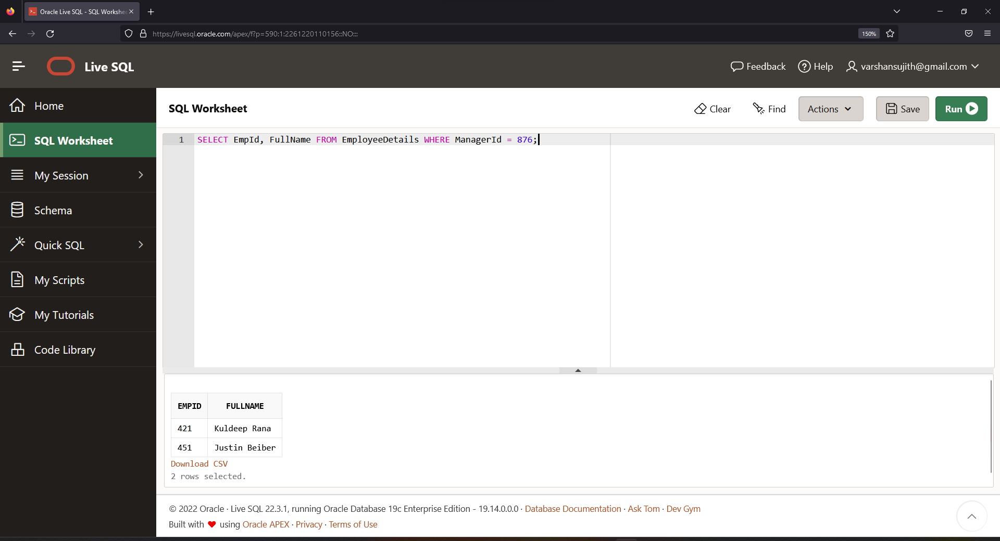 Oracle Live SQL - SQL Workshee
https://livesql.oracle.com/apex/f?p=590:1:2261220110156::NO:::
150%
Live SQL
Feedback
Help
varshansujith@gmail.com
Home
SQL Worksheet
My Session
Schema
Quick SQL
My Scripts
My Tutorials
Code Library
SQL Worksheet
Clear
Find
Actions
Save
Run
1 SELECT EmpId, FullName FROM EmployeeDetails WHERE ManagerId = 876;
EMPID FULLNAME
421 Kuldeep Rana
451 Justin Beiber
Download CSV
2 rows selected.
© 2022 Oracle · Live SQL 22.3.1, running Oracle Database 19c Enterprise Edition - 19.14.0.0.0 · Database Documentation · Ask Tom · Dev Gym
Built with ♥ using Oracle APEX · Privacy · Terms of Use